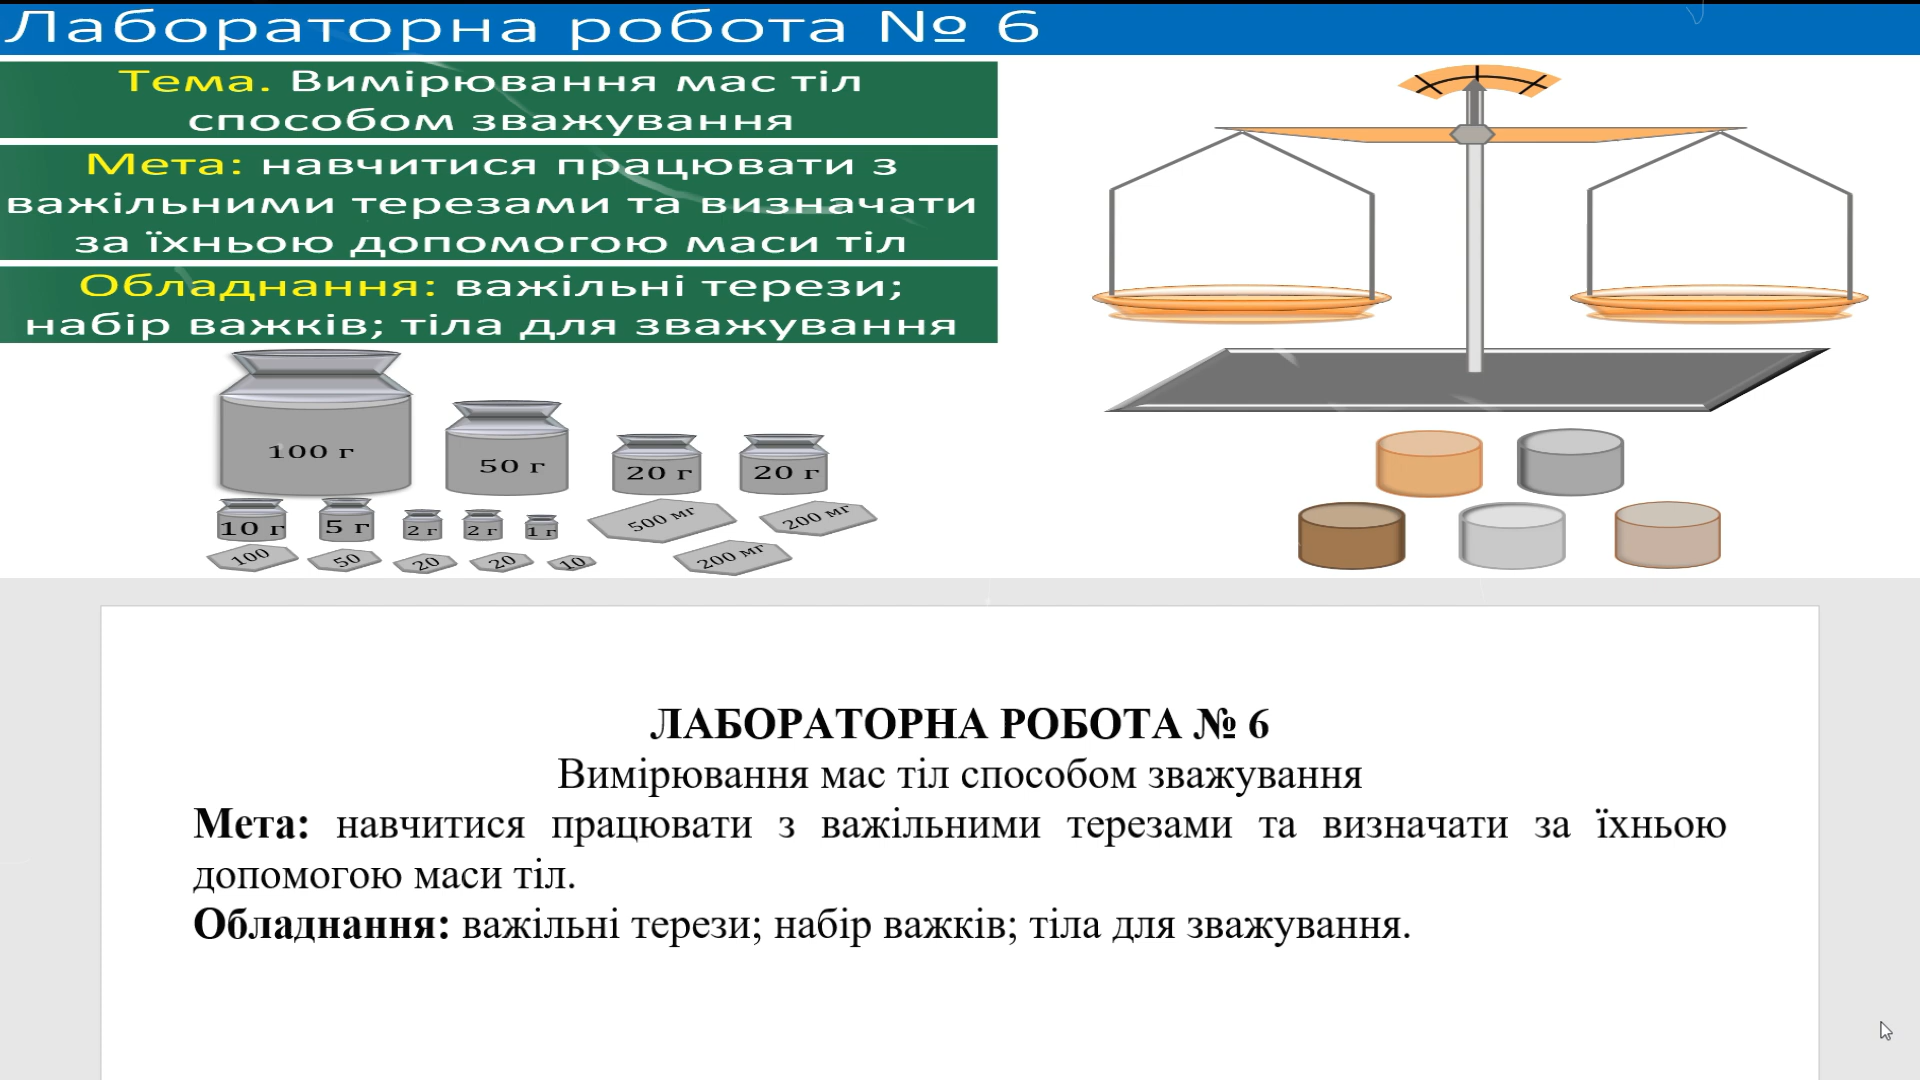 Лабораторна робота № 6
Тема. Вимірювання мас тіл
способом зважування
Мета: навчитися працювати з
важільними терезами та визначати
за їхньою допомогою маси тіл
Обладнання: важільні терези;
набір важків; тіла для зважування
100 г
50 г
20 г
20 г
10 г
5 г
2 г
2 г
1 г
500 мг
200 мг
100
50
20
20
10
200 мг
ЛАБОРАТОРНА РОБОТА № 6
Вимірювання мас тіл способом зважування
Мета: навчитися працювати з важільними терезами та визначати за їхньою
допомогою маси тіл.
Обладнання: важільні терези; набір важків; тіла для зважування.